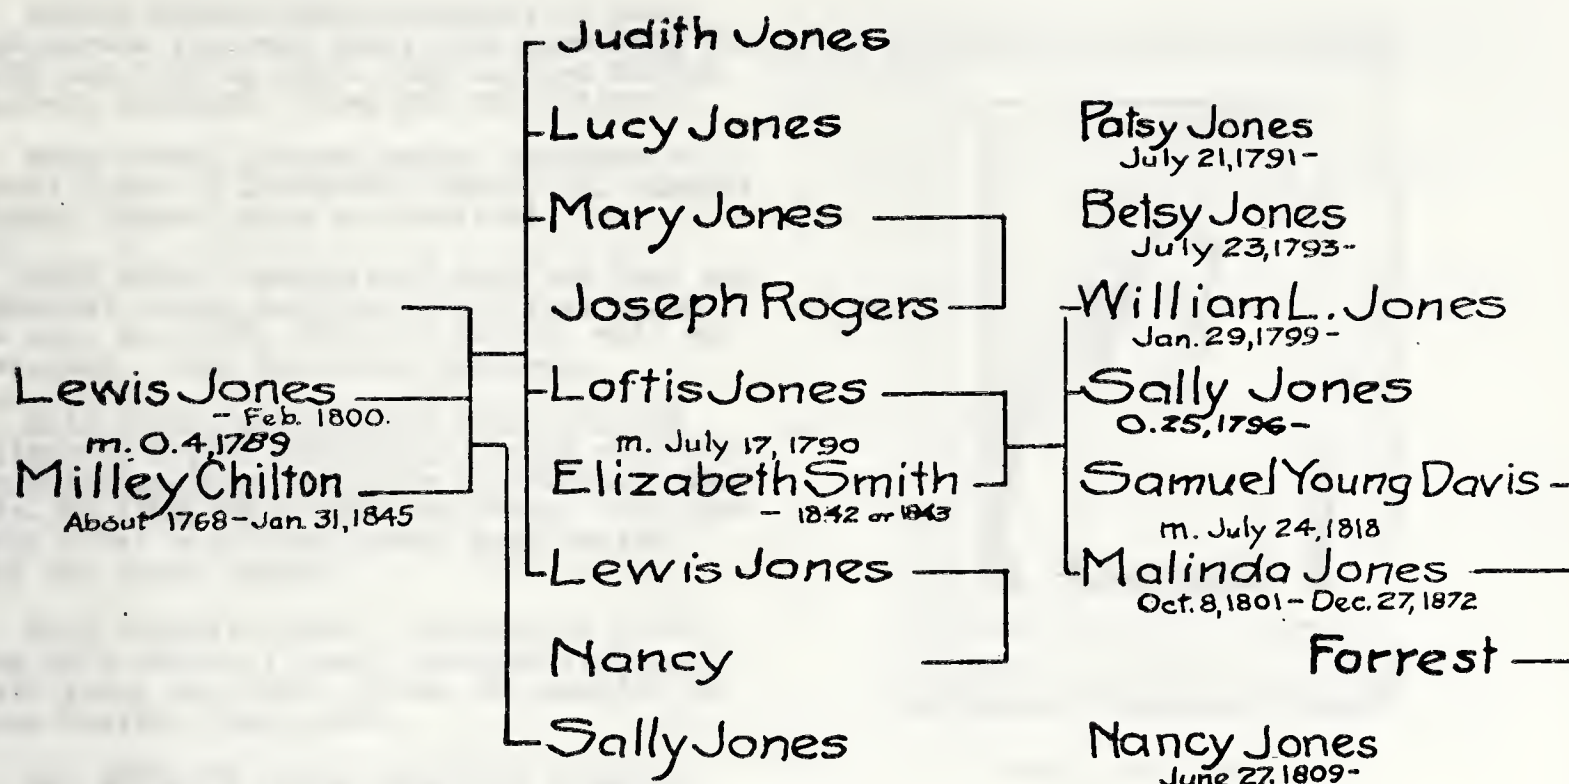 Judith Jones
Lucy Jones
Patsy Jones
July 21, 1791-
Mary Jones
Betsy Jones
July 23, 1793-
Joseph Rogers
William L. Jones
Jan. 29, 1799-
Lewis Jones
- Feb. 1800.
m. O. 4, 1789
Milley Chilton
About 1768-Jan. 31, 1845
Loftis Jones
m. July 17, 1790
Elizabeth Smith
- 1842 or 1843
Sally Jones
O. 25, 1796-
Samuel Young Davis
m. July 24, 1818
Malinda Jones
Oct. 8, 1801-Dec. 27, 1872
Lewis Jones
Nancy
Forrest
Sally Jones
Nancy Jones
June 27, 1809-